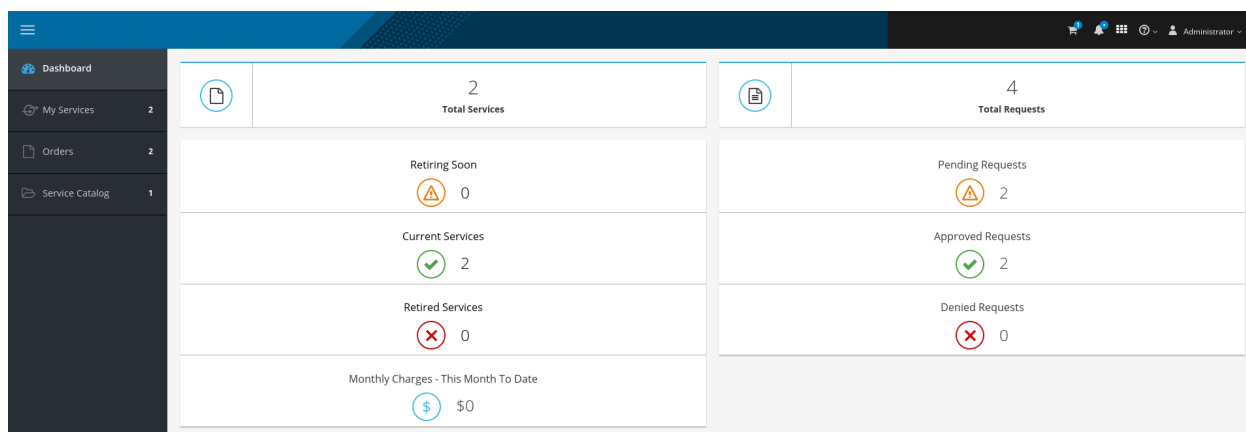 1
Administrator
Dashboard
My Services 2
Orders 2
Service Catalog 1
2
Total Services
4
Total Requests
Retiring Soon
0
Current Services
2
Retired Services
0
Monthly Charges - This Month To Date
$ $0
Pending Requests
2
Approved Requests
2
Denied Requests
0